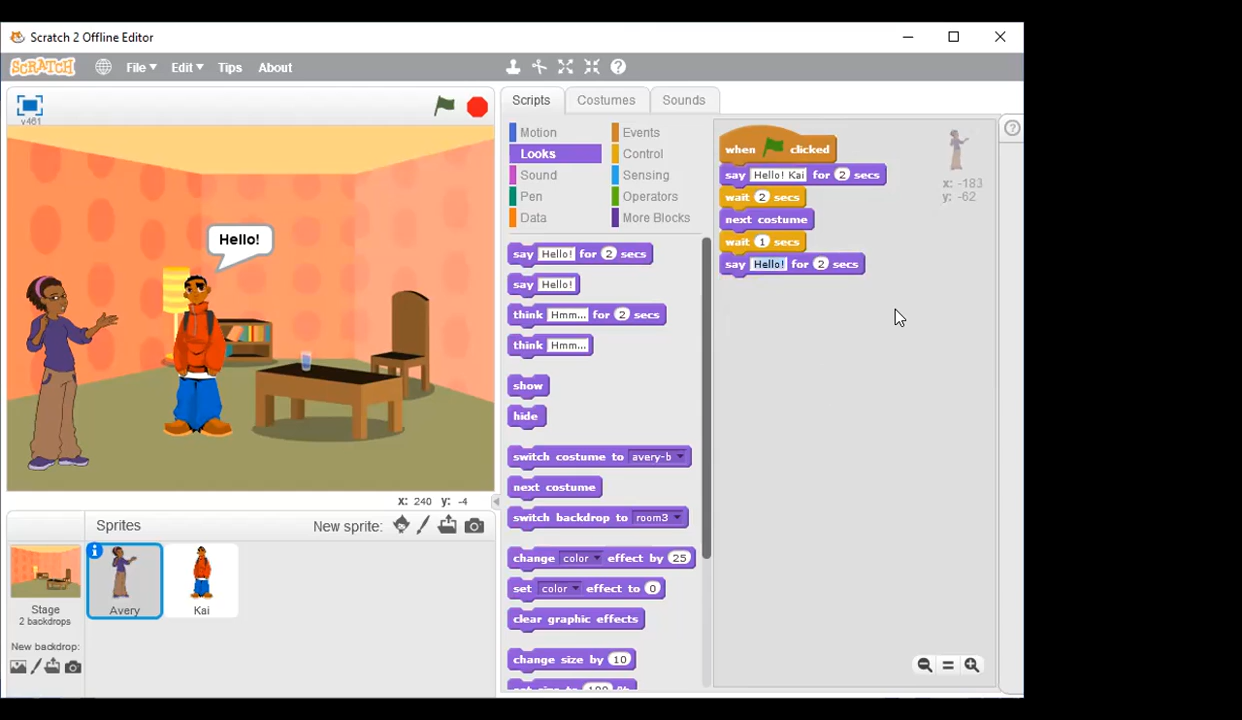 Scratch 2 Offline Editor
SCRATCH File Edit Tips About
v461
Scripts Costumes Sounds
Motion Events
Looks Control
Sound Sensing
Pen Operators
Data More Blocks
Hello!
say Hello! for 2 secs
say Hello!
think Hmm... for 2 secs
think Hmm...
show
hide
switch costume to avery-b
next costume
switch backdrop to room3
change color effect by 25
set color effect to 0
clear graphic effects
change size by 10
when clicked
say Hello! Kai for 2 secs
wait 2 secs
next costume
wait 1 secs
say Hello! for 2 secs
x: -183
y: -62
x: 240 y: -4
Sprites New sprite:
Stage
2 backdrops
New backdrop:
Avery
Kai